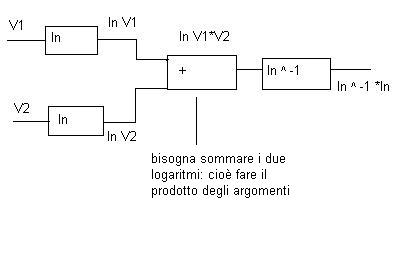 V1
ln
ln V1
ln V1*V2
+
ln ^ -1
ln ^ -1 *ln
V2
ln
ln V2
bisogna sommare i due
logaritmi: cioè fare il
prodotto degli argomenti